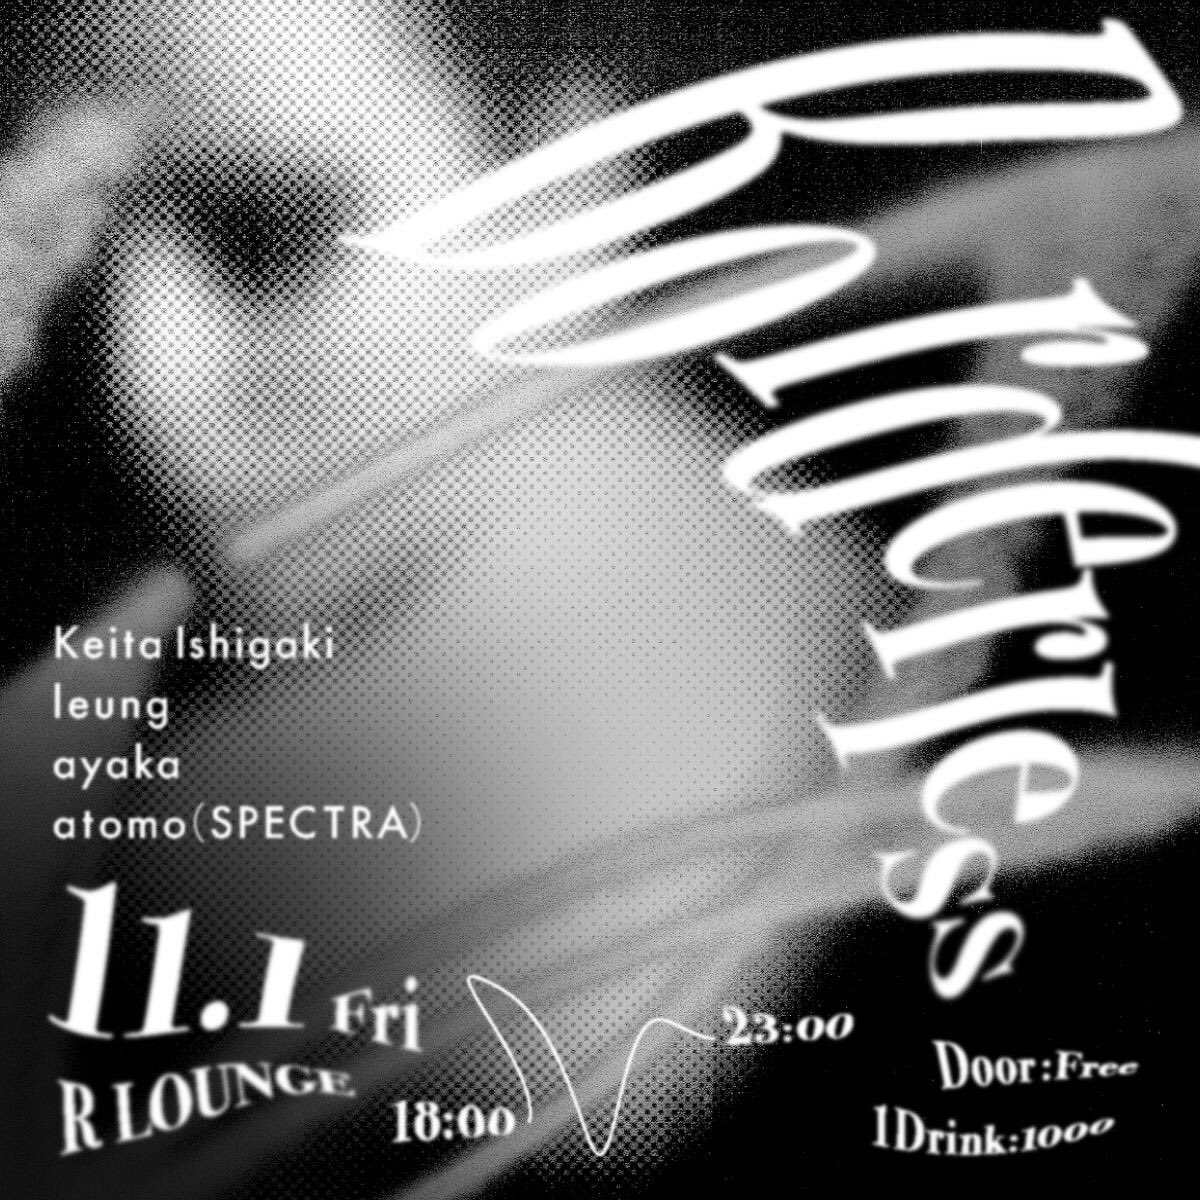 Borderless
Keita Ishigaki
leung
ayaka
atomo(SPECTRA)
11.1 Fri
R LOUNGE
18:00
23:00
Door:Free
1Drink:1000